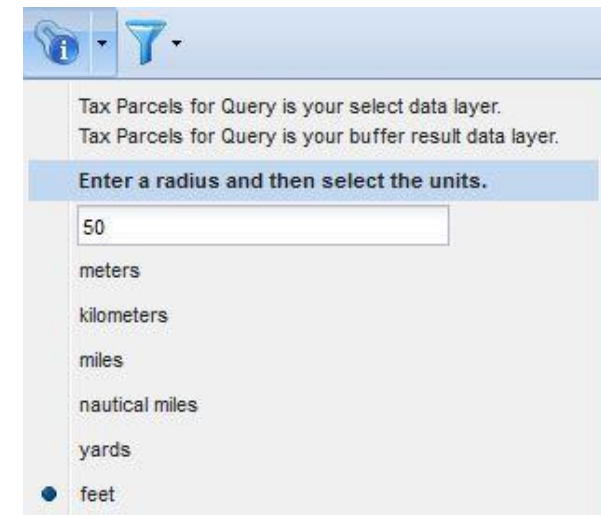 Tax Parcels for Query is your select data layer.
Tax Parcels for Query is your buffer result data layer.
Enter a radius and then select the units.
50
meters
kilometers
miles
nautical miles
yards
feet